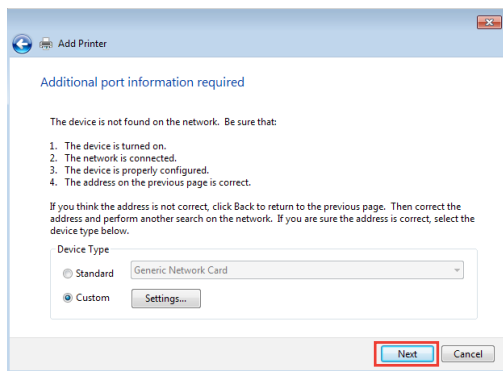 Add Printer
Additional port information required
The device is not found on the network. Be sure that:
1. The device is turned on.
2. The network is connected.
3. The device is properly configured.
4. The address on the previous page is correct.
If you think the address is not correct, click Back to return to the previous page. Then correct the
address and perform another search on the network. If you are sure the address is correct, select the
device type below.
Device Type
Standard Generic Network Card
Custom Settings...
Next Cancel